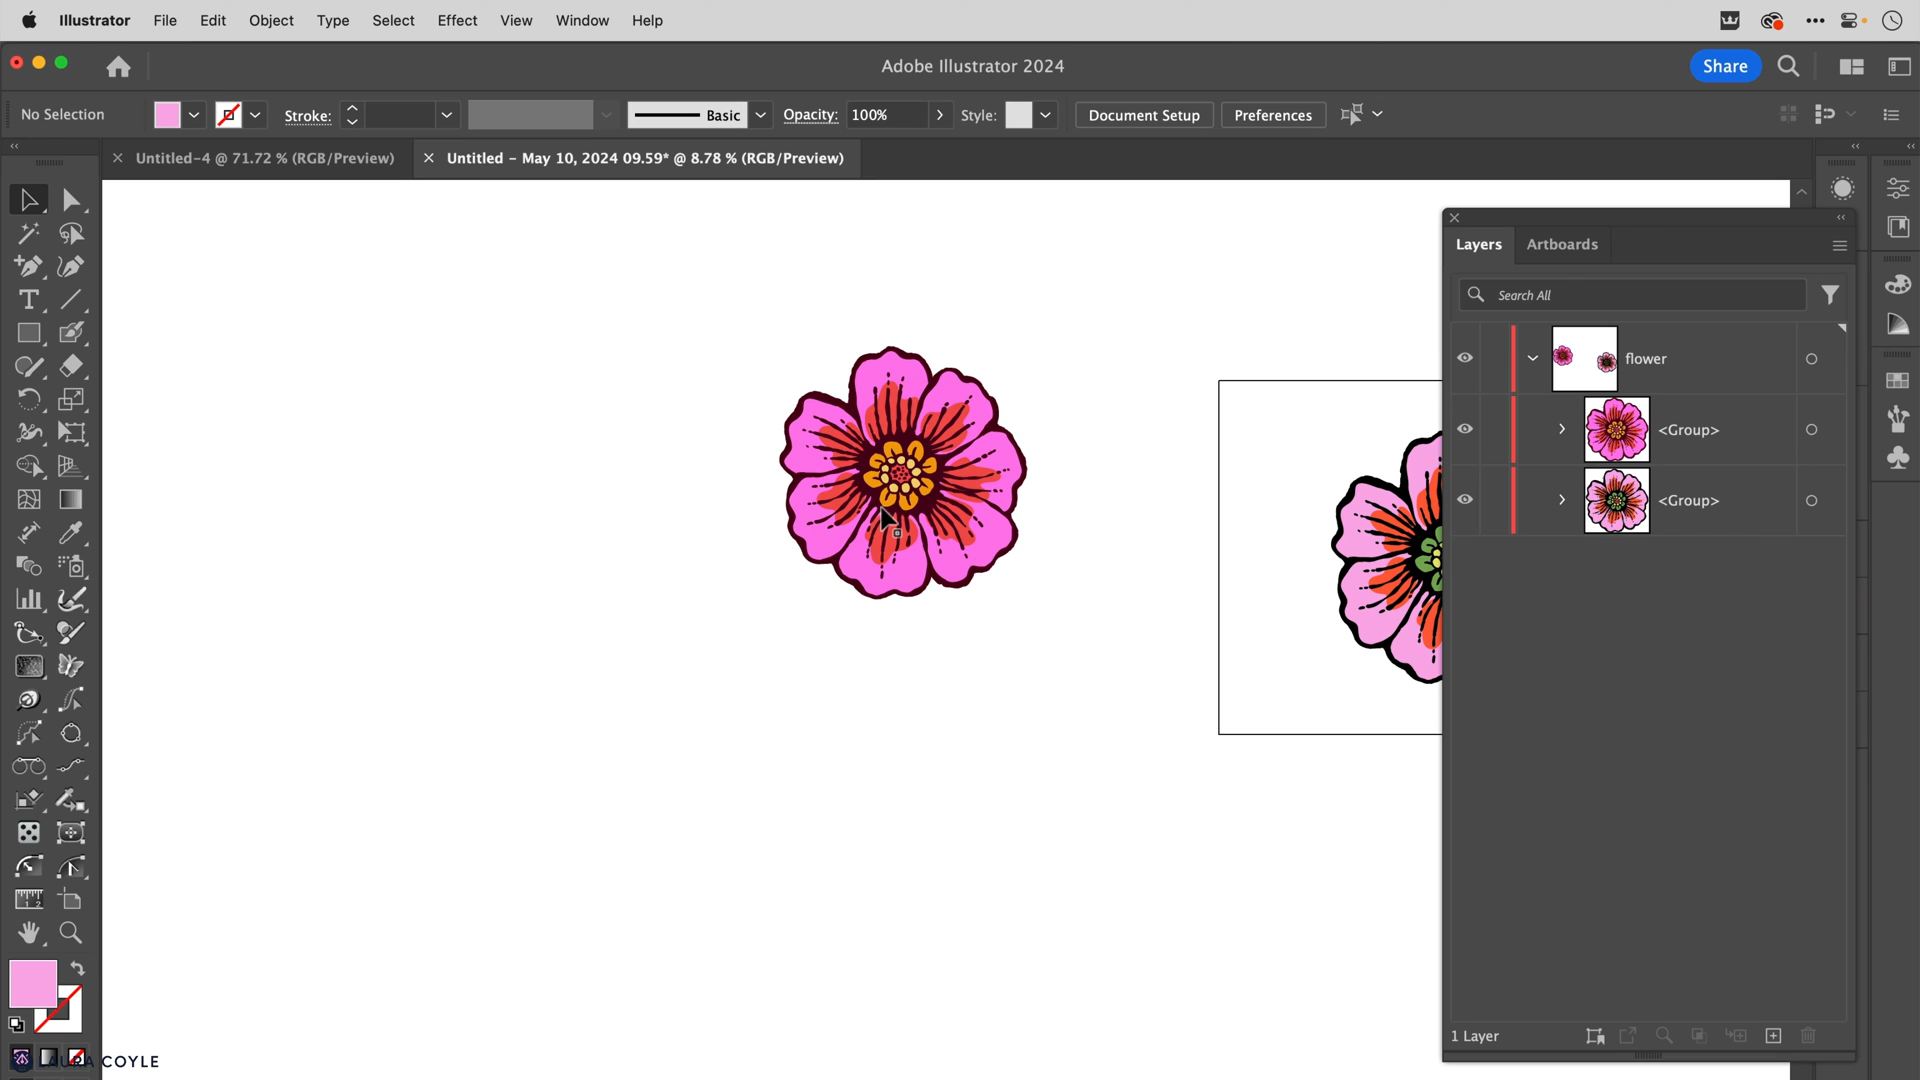 Illustrator File Edit Object Type Select Effect View Window Help
Adobe Illustrator 2024
Share
No Selection Stroke: Basic Opacity: 100% Style: Document Setup Preferences
Untitled-4 @ 71.72 % (RGB/Preview) Untitled - May 10, 2024 09.59* @ 8.78 % (RGB/Preview)
Layers Artboards
Search All
flower
<Group>
<Group>
1 Layer
LAURA COYLE